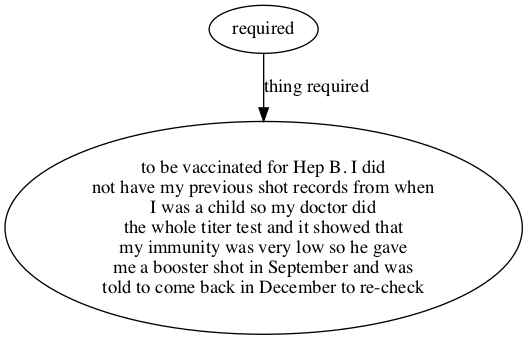 required
thing required
to be vaccinated for Hep B. I did
not have my previous shot records from when
I was a child so my doctor did
the whole titer test and it showed that
my immunity was very low so he gave
me a booster shot in September and was
told to come back in December to re-check